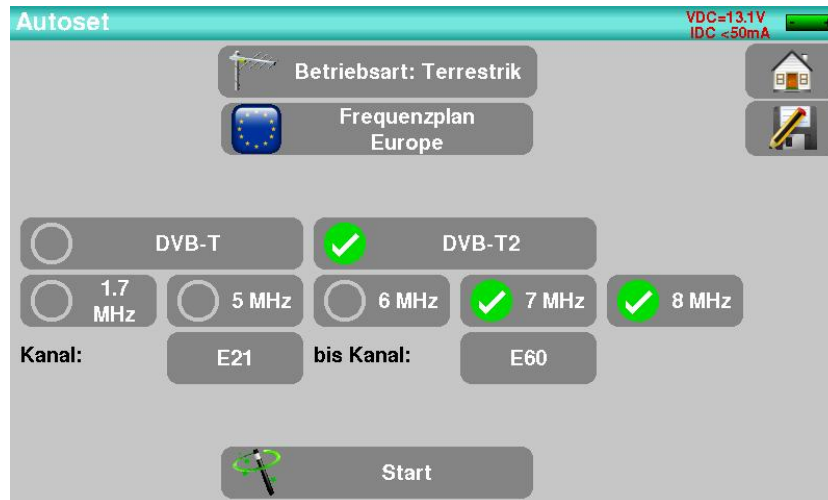 Autoset
VDC=13.1V
IDC <50mA
Betriebsart: Terrestrik
Frequenzplan
Europe
DVB-T
DVB-T2
1.7
MHz
5 MHz
6 MHz
7 MHz
8 MHz
Kanal:
E21
bis Kanal:
E60
Start